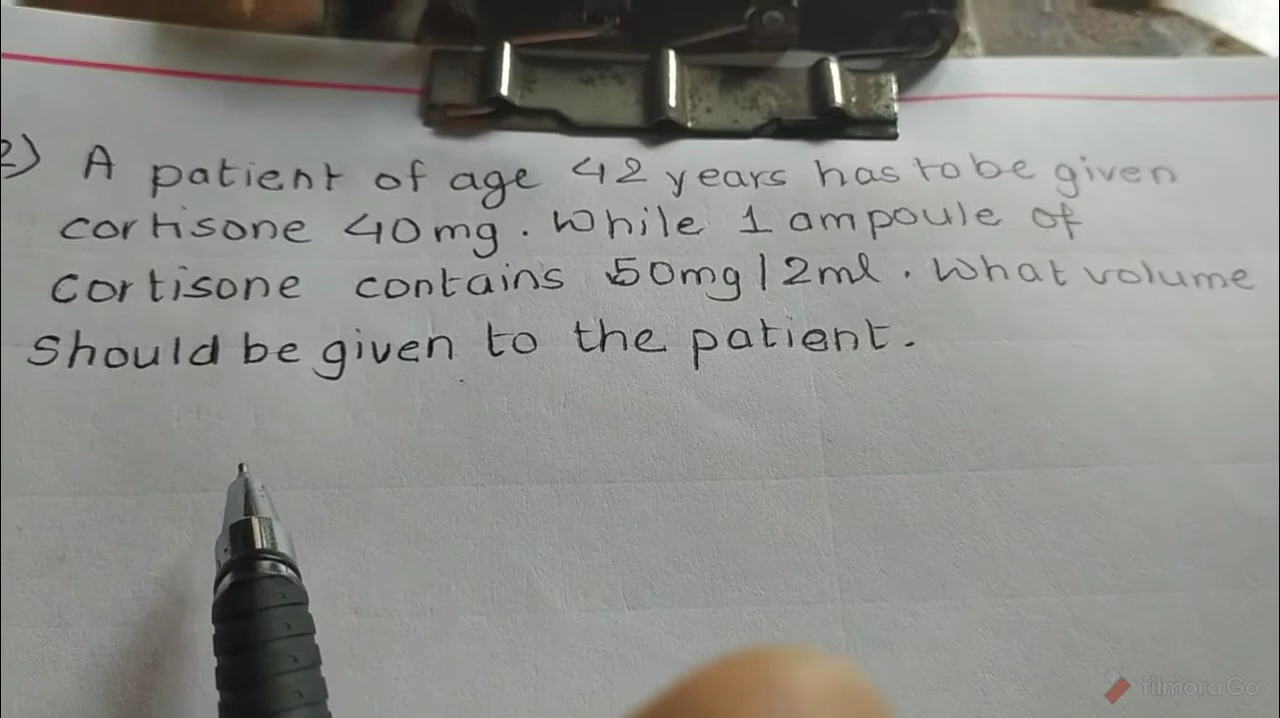 2) A patient of age 42 years has to be given
cortisone 40mg. While 1 ampoule of
cortisone contains 50mg/2ml. What volume
should be given to the patient.
filmora Go